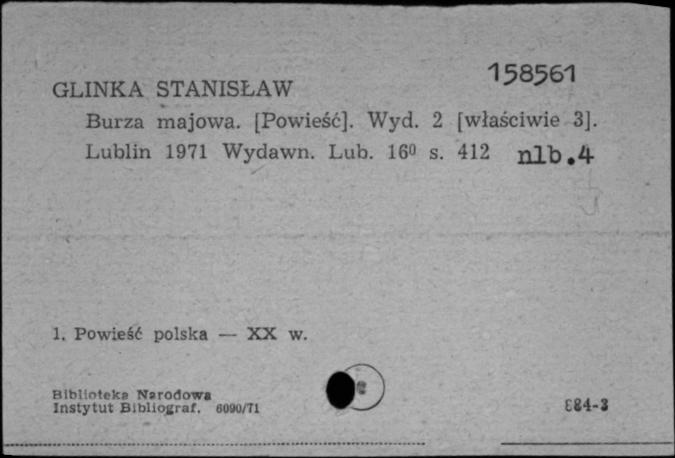 158561
GLINKA STANISŁAW
Burza majowa. [Powieść]. Wyd. 2 [właściwie 3].
Lublin 1971 Wydawn. Lub. 16⁰ s. 412 nlb.4
1. Powieść polska — XX w.
Biblioteka Narodowa
Instytut Bibliograf. 6090/71
884-3